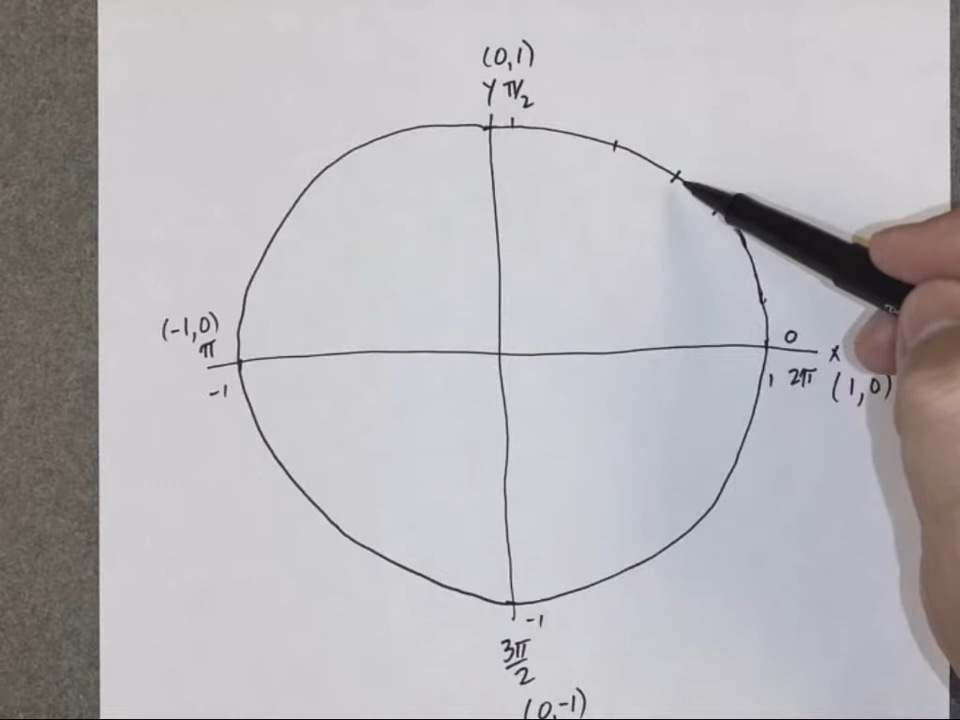 (0,1)
Y π/2
(-1,0)
π
-1
0
x
1 2π (1,0)
-1
3π
2
(0,-1)